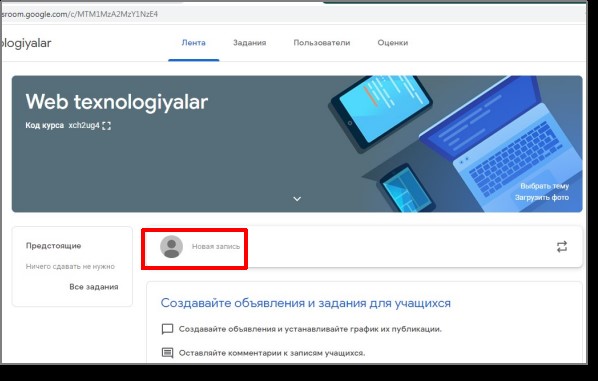 sroom.google.com/c/MTM1MzA2MzY1NzE4
ologiyalar
Лента Задания Пользователи Оценки
Web texnologiyalar
Код курса xch2ug4
Выбрать тему
Загрузить фото
Предстоящие
Ничего сдавать не нужно
Все задания
Новая запись
Создавайте объявления и задания для учащихся
Создавайте объявления и устанавливайте график их публикации.
Оставляйте комментарии к записям учащихся.